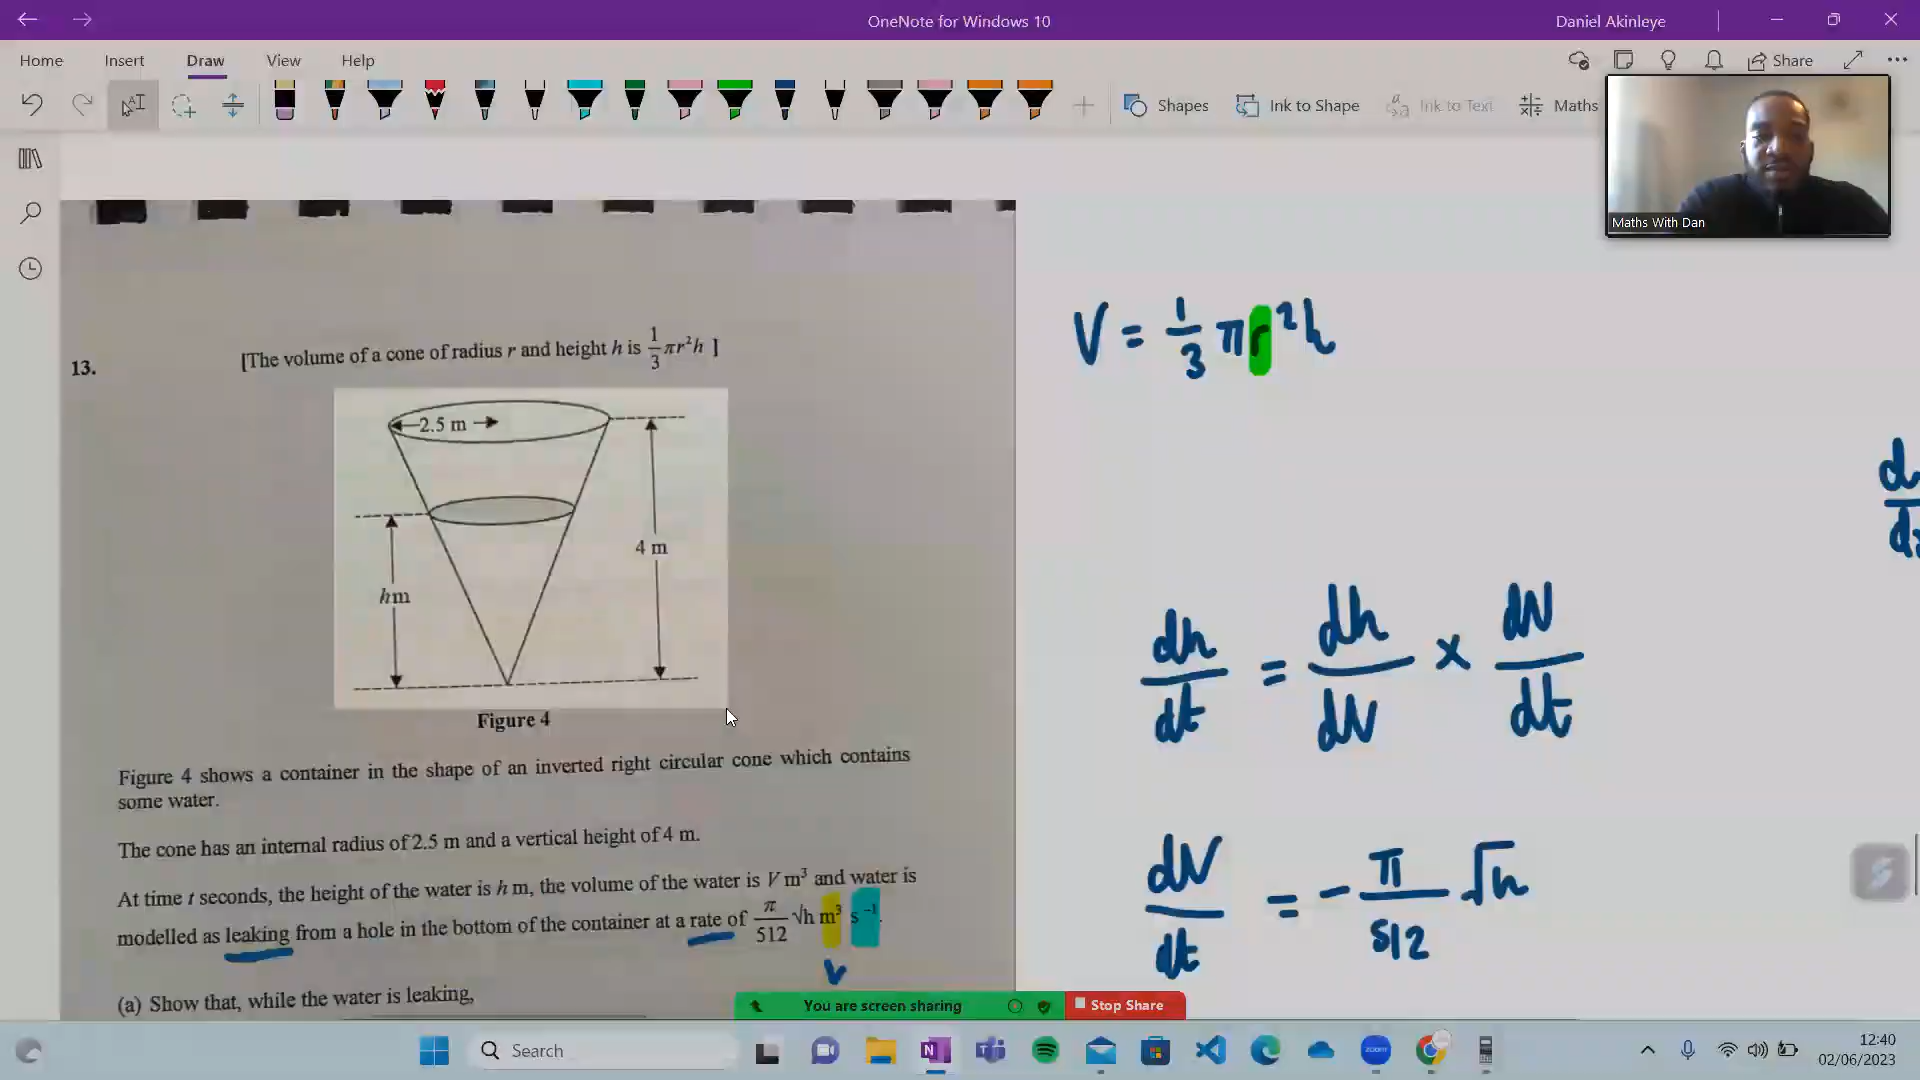 OneNote for Windows 10
Daniel Akinleye
Home Insert Draw View Help
Share
Shapes
Ink to Shape
Ink to Text
Maths
Maths With Dan
13.
[The volume of a cone of radius r and height h is 1/3 πr²h ]
2.5 m
4 m
hm
Figure 4
Figure 4 shows a container in the shape of an inverted right circular cone which contains
some water.
The cone has an internal radius of 2.5 m and a vertical height of 4 m.
At time t seconds, the height of the water is h m, the volume of the water is V m³ and water is
modelled as leaking from a hole in the bottom of the container at a rate of π/512 √h m³ s⁻¹.
V
(a) Show that, while the water is leaking,
V = 1/3 πr²h
dh/dt = dh/dV × dV/dt
dV/dt = -π/512 √h
You are screen sharing
Stop Share
Search
zoom
12:40
02/06/2023